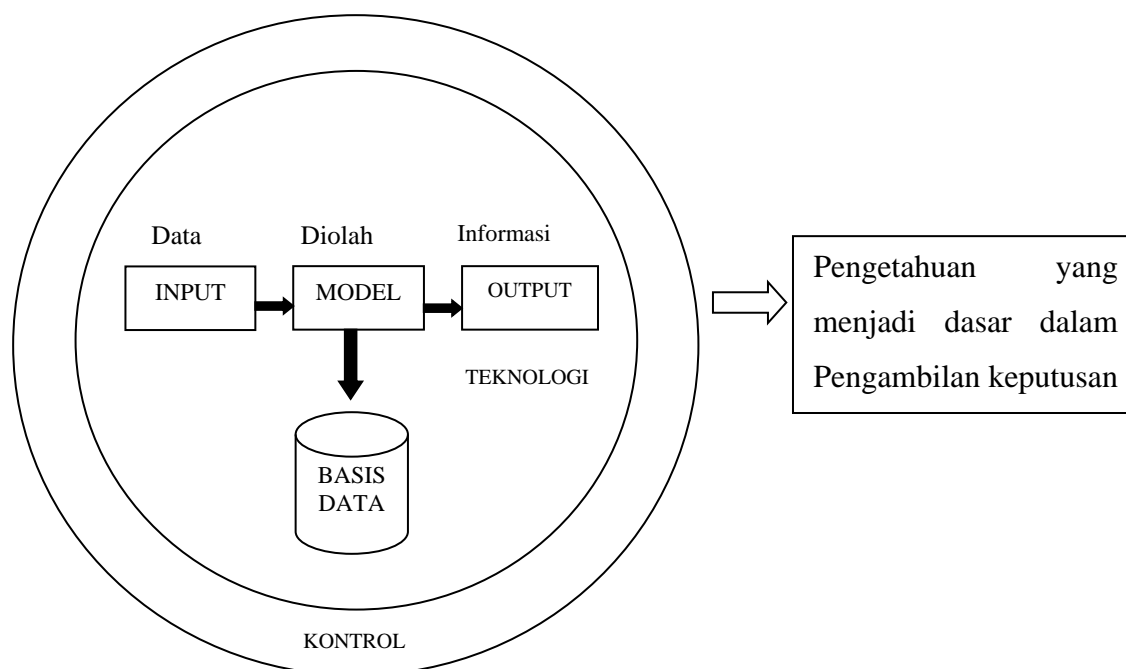 Data
Diolah
Informasi
INPUT
MODEL
OUTPUT
TEKNOLOGI
BASIS
DATA
KONTROL
Pengetahuan yang
menjadi dasar dalam
Pengambilan keputusan